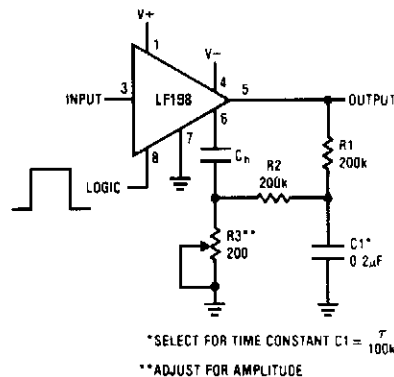 V+
1
V−
4
5
INPUT
3
LF198
OUTPUT
6
7
8
LOGIC
Ch
R1
200k
R2
200k
R3**
200
C1*
0.2μF
*SELECT FOR TIME CONSTANT C1 = τ/100k
**ADJUST FOR AMPLITUDE